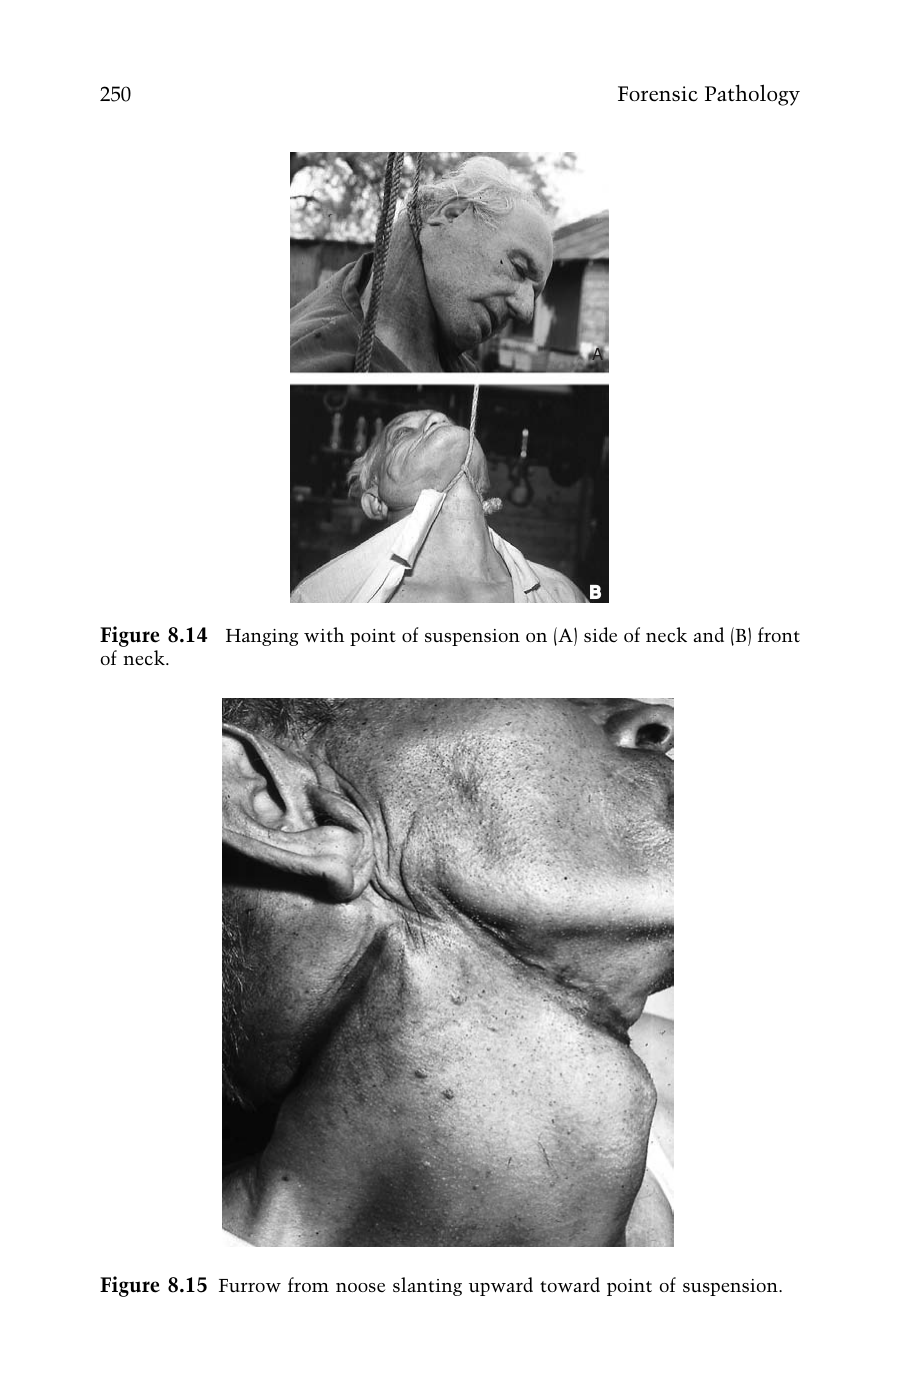 250 Forensic Pathology
A
B
Figure 8.14 Hanging with point of suspension on (A) side of neck and (B) front
of neck.
Figure 8.15 Furrow from noose slanting upward toward point of suspension.